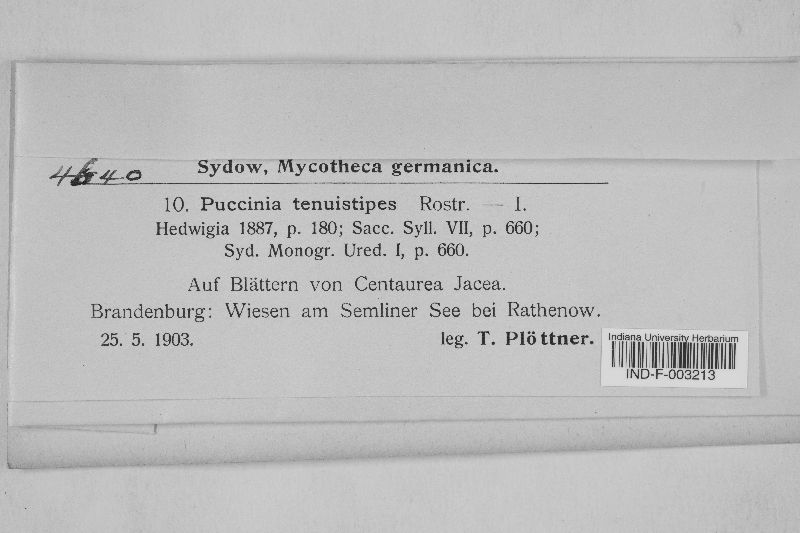 Sydow, Mycotheca germanica.
10. Puccinia tenuistipes Rostr. — I.
Hedwigia 1887, p. 180; Sacc. Syll. VII, p. 660;
Syd. Monogr. Ured. I, p. 660.
Auf Blättern von Centaurea Jacea.
Brandenburg: Wiesen am Semliner See bei Rathenow.
25. 5. 1903. leg. T. Plöttner.
Indiana University Herbarium
IND-F-003213